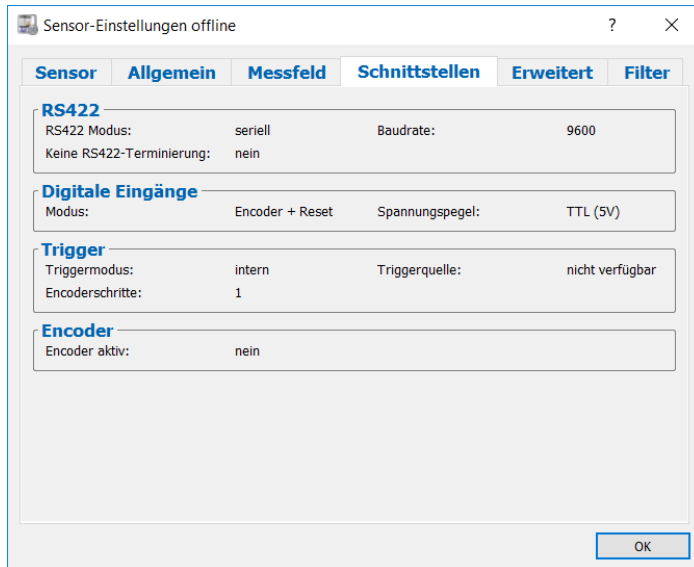 Sensor-Einstellungen offline ?
Sensor Allgemein Messfeld Schnittstellen Erweitert Filter
RS422
RS422 Modus: seriell Baudrate: 9600
Keine RS422-Terminierung: nein
Digitale Eingänge
Modus: Encoder + Reset Spannungspegel: TTL (5V)
Trigger
Triggermodus: intern Triggerquelle: nicht verfügbar
Encoderschritte: 1
Encoder
Encoder aktiv: nein
OK